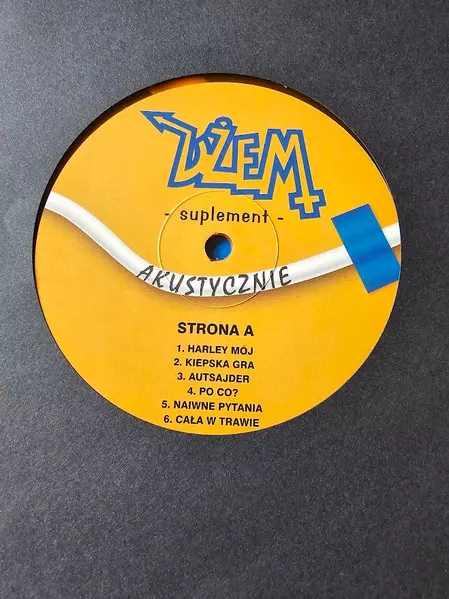 DŻEM
- suplement -
AKUSTYCZNIE
STRONA A
1. HARLEY MÓJ
2. KIEPSKA GRA
3. AUTSAJDER
4. PO CO?
5. NAIWNE PYTANIA
6. CAŁA W TRAWIE